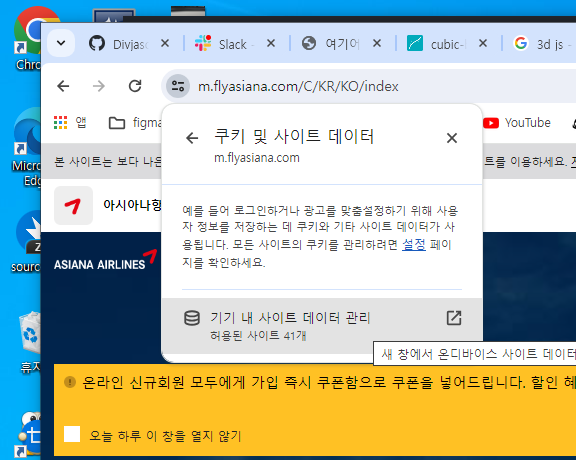 Chro
Micro
Edg
sour
휴지
Divjaso
Slack -
여기어
cubic-
3d js -
m.flyasiana.com/C/KR/KO/index
앱
figma
YouTube
본 사이트는 보다 나은
트를 이용하세요.
쿠키 및 사이트 데이터
m.flyasiana.com
아시아나항
예를 들어 로그인하거나 광고를 맞춤설정하기 위해 사용
자 정보를 저장하는 데 쿠키와 기타 사이트 데이터가 사
용됩니다. 모든 사이트의 쿠키를 관리하려면 설정 페이
지를 확인하세요.
ASIANA AIRLINES
기기 내 사이트 데이터 관리
허용된 사이트 41개
새 창에서 온디바이스 사이트 데이터
온라인 신규회원 모두에게 가입 즉시 쿠폰함으로 쿠폰을 넣어드립니다. 할인 혜
오늘 하루 이 창을 열지 않기